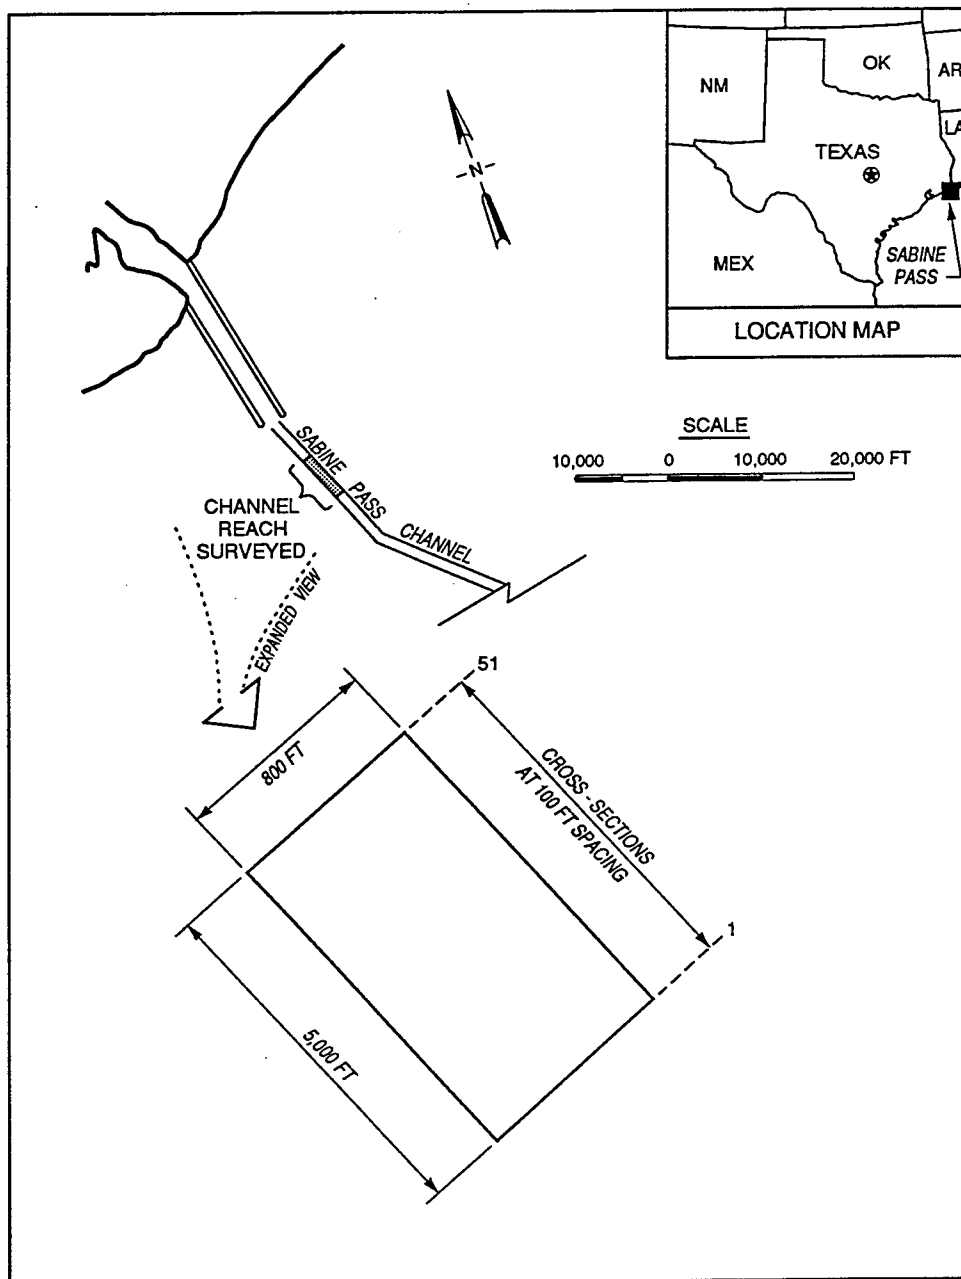 NM
OK
AR
LA
TEXAS
MEX
SABINE
PASS
LOCATION MAP
N
SCALE
10,000 0 10,000 20,000 FT
SABINE PASS CHANNEL
CHANNEL
REACH
SURVEYED
EXPANDED VIEW
51
800 FT
CROSS - SECTIONS
AT 100 FT SPACING
1
5,000 FT